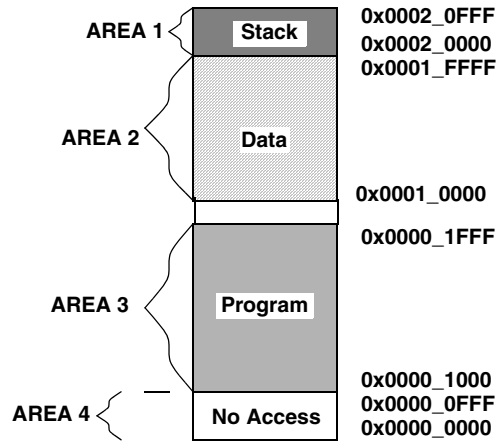 AREA 1
Stack
0x0002_0FFF
0x0002_0000
0x0001_FFFF
AREA 2
Data
0x0001_0000
0x0000_1FFF
AREA 3
Program
0x0000_1000
0x0000_0FFF
AREA 4
No Access
0x0000_0000